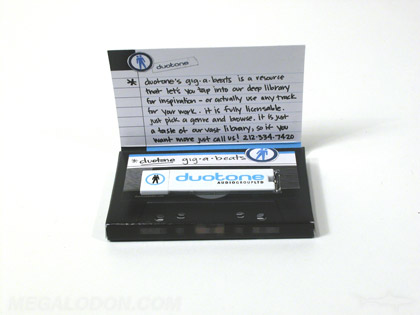 duotone
* duotone's gig·a·beats is a resource
that lets you tap into our deep library
for inspiration - or actually use any track
for your work. it is fully licensable.
just pick a genre and browse. it is just
a taste of our vast library, so if you
want more just call us! 212-334-7420
* duotone gig·a·beats
duotone
AUDIOGROUPLTD
MEGALODON.COM